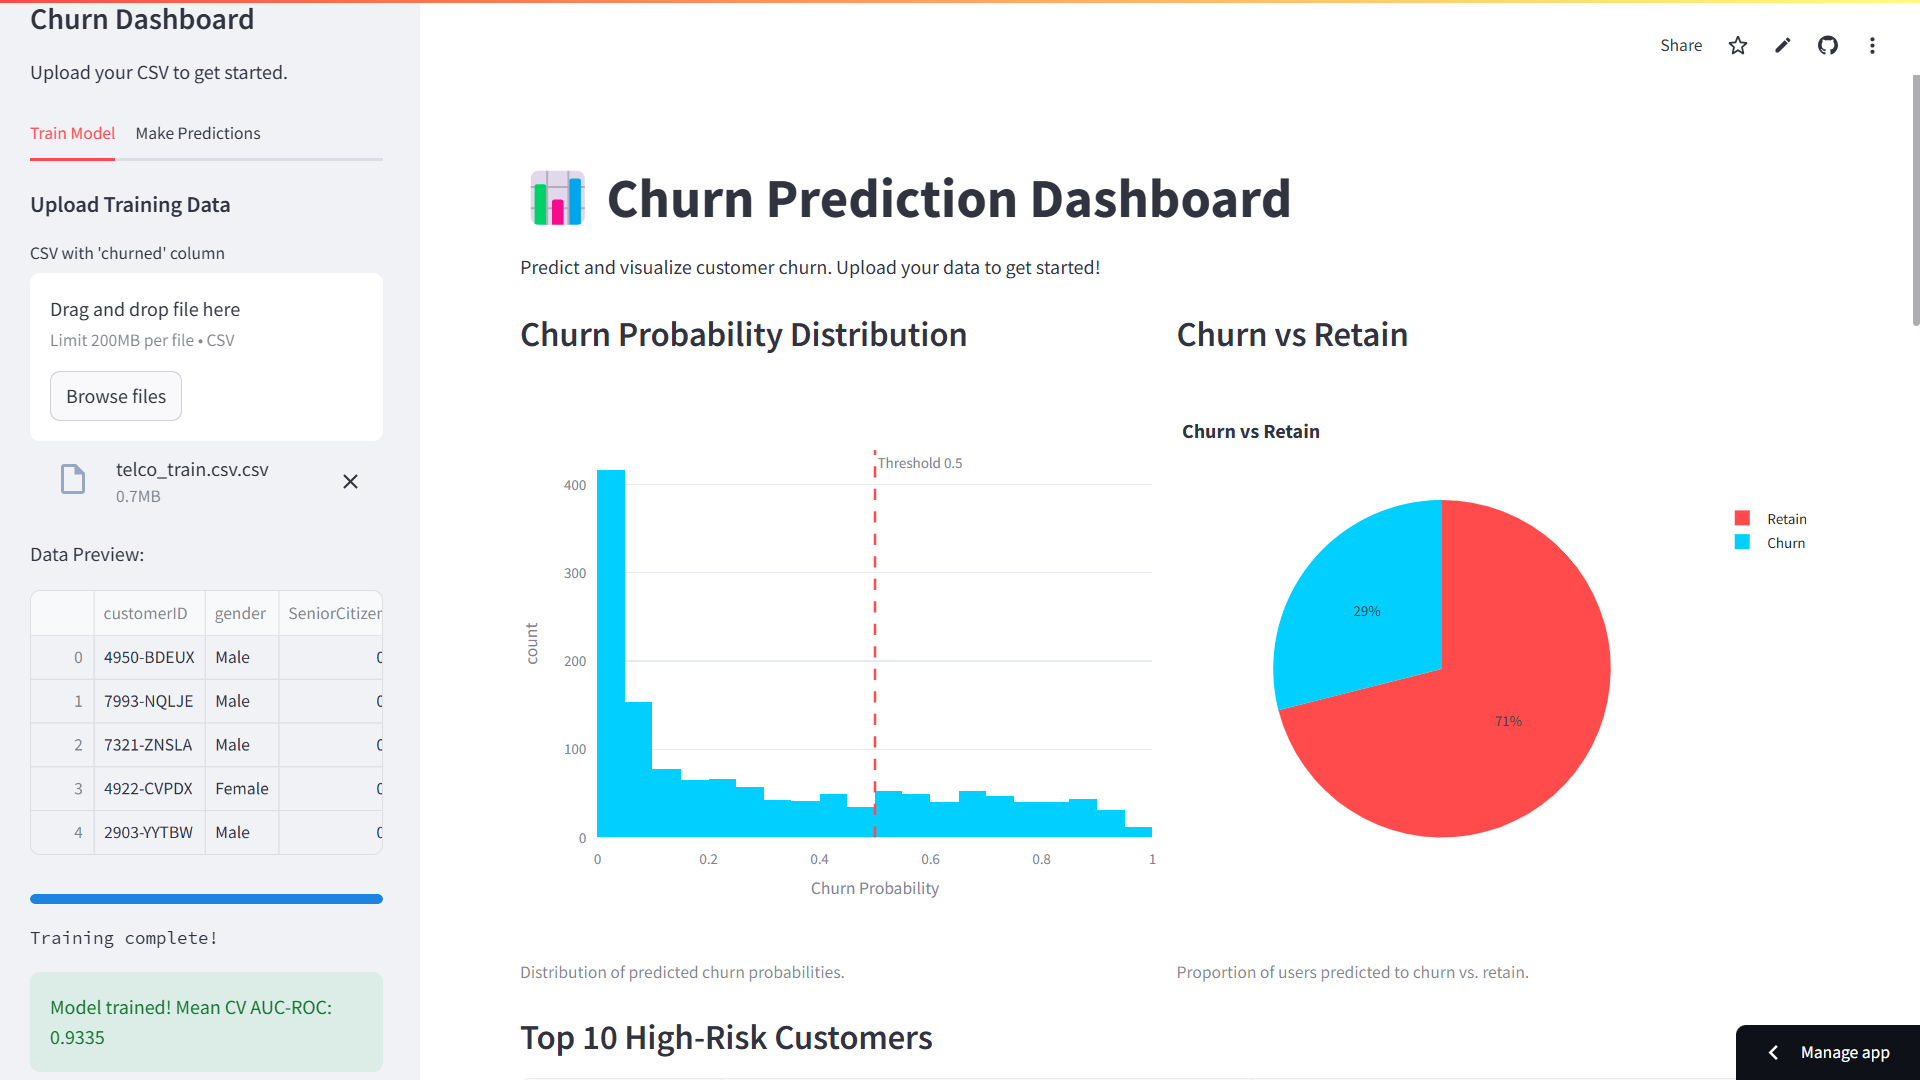 Churn Dashboard
Upload your CSV to get started.
Train Model
Make Predictions
Upload Training Data
CSV with 'churned' column
Drag and drop file here
Limit 200MB per file • CSV
Browse files
telco_train.csv.csv
0.7MB
Data Preview:
customerID gender SeniorCitizen
0 4950-BDEUX Male 0
1 7993-NQLJE Male 0
2 7321-ZNSLA Male 0
3 4922-CVPDX Female 0
4 2903-YYTBW Male 0
Training complete!
Model trained! Mean CV AUC-ROC:
0.9335
Share
Churn Prediction Dashboard
Predict and visualize customer churn. Upload your data to get started!
Churn Probability Distribution
Threshold 0.5
400
300
200
100
0
count
0 0.2 0.4 0.6 0.8 1
Churn Probability
Distribution of predicted churn probabilities.
Churn vs Retain
Churn vs Retain
29%
71%
Retain
Churn
Proportion of users predicted to churn vs. retain.
Top 10 High-Risk Customers
Manage app